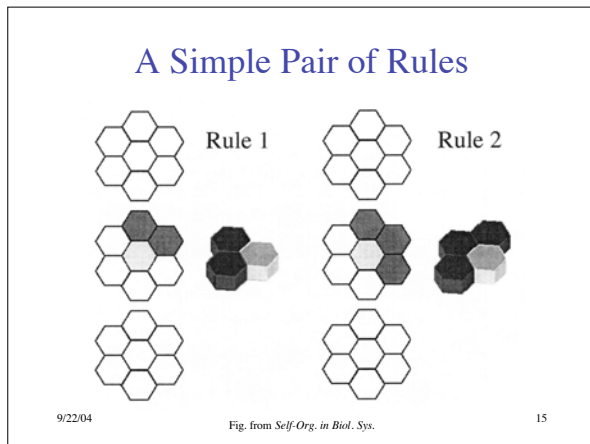 A Simple Pair of Rules
Rule 1
Rule 2
9/22/04
Fig. from Self-Org. in Biol. Sys.
15